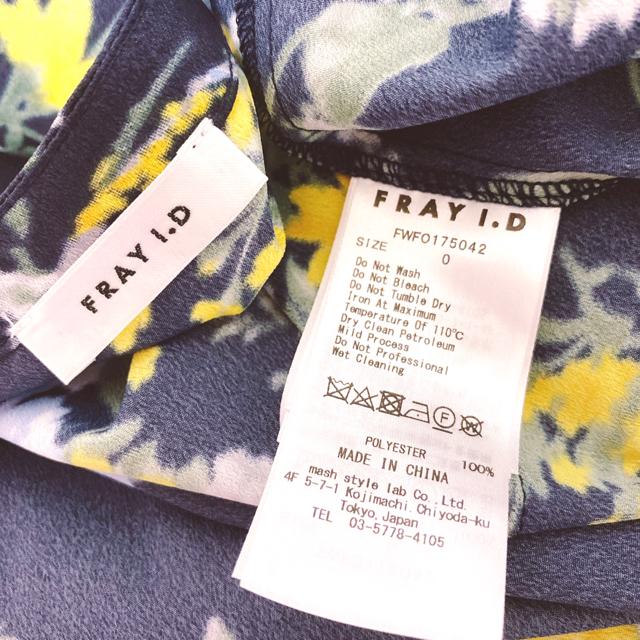 FRAY I.D
FRAY I.D
FWFO175042
SIZE 0
Do Not Wash
Do Not Bleach
Do Not Tumble Dry
Iron At Maximum
Temperature Of 110℃
Dry Clean Petroleum
Mild Process
Do Not Professional
Wet Cleaning
POLYESTER 100%
MADE IN CHINA
mash style lab Co., Ltd.
4F 5-7-1 Kojimachi.Chiyoda-ku
Tokyo,Japan
TEL 03-5778-4105